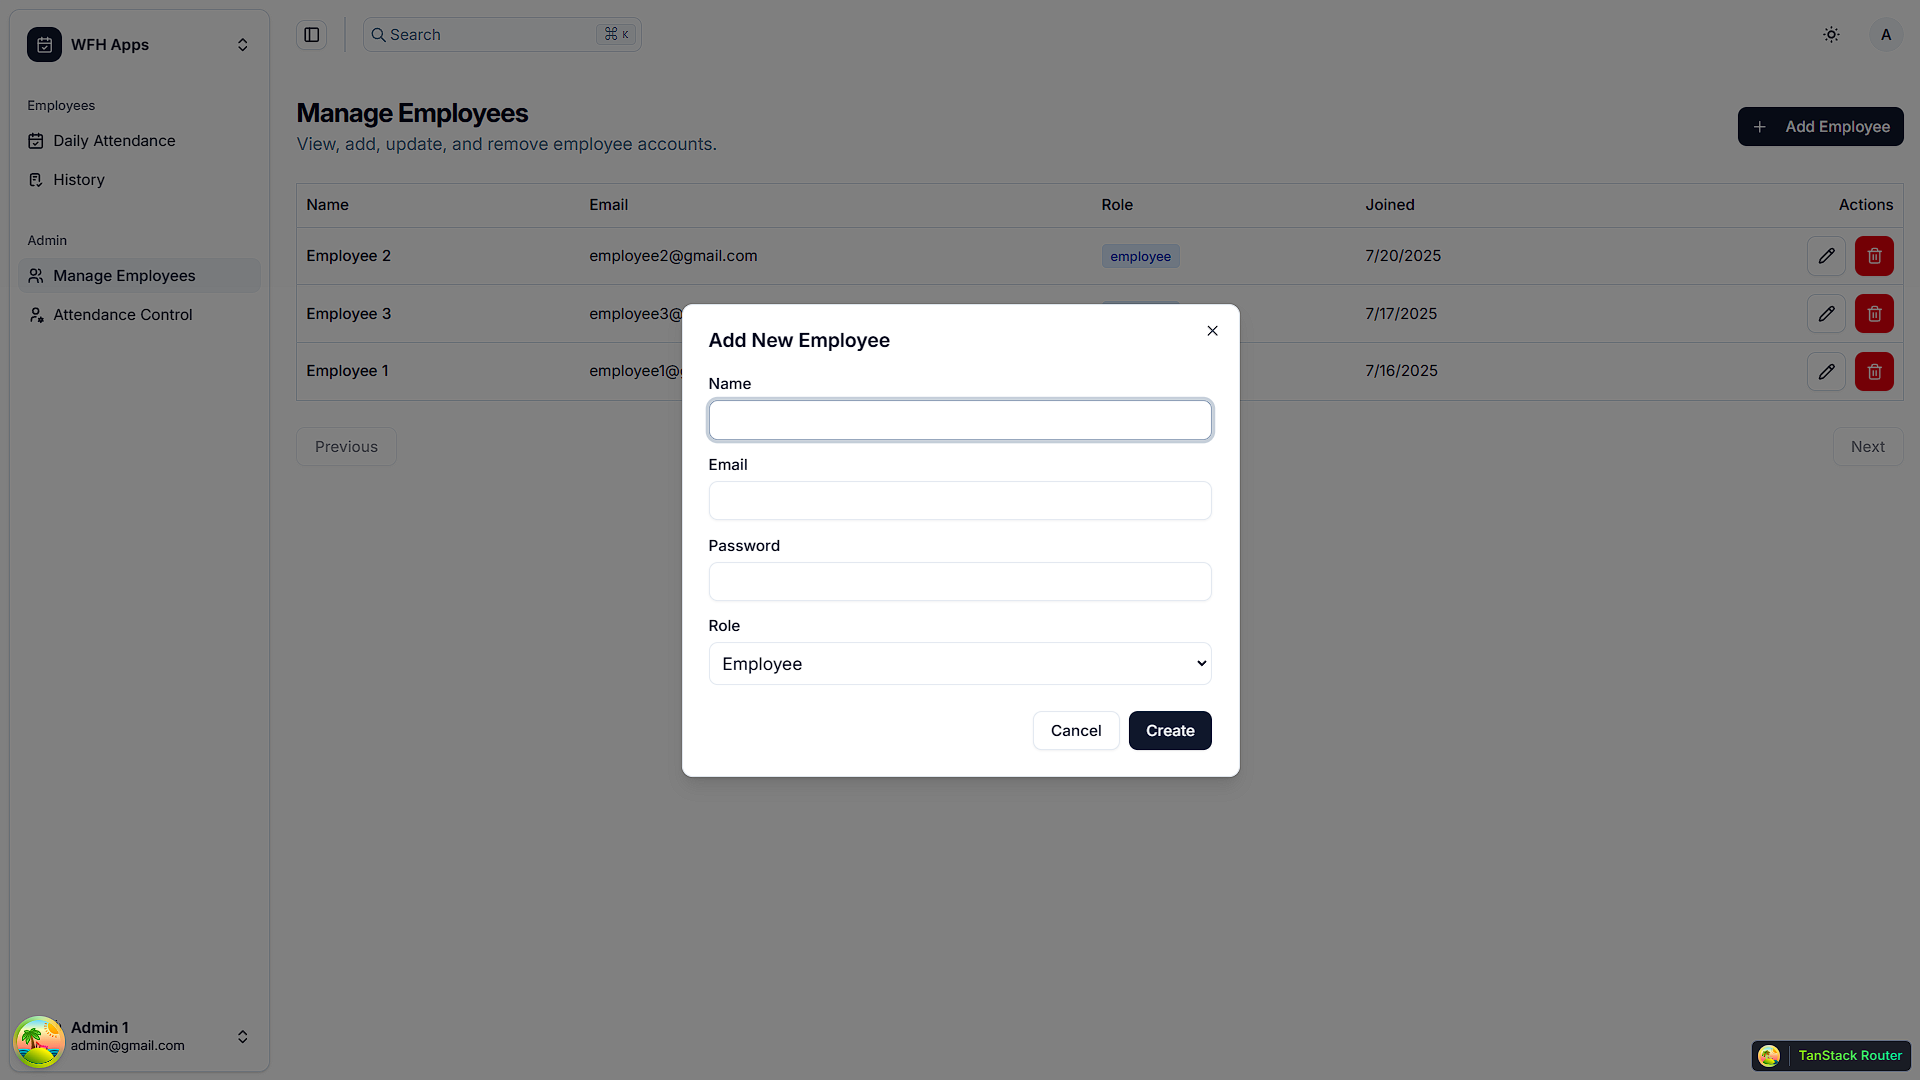 WFH Apps
Search
⌘ K
A
Employees
Daily Attendance
History
Admin
Manage Employees
Attendance Control
Manage Employees
View, add, update, and remove employee accounts.
Add Employee
Name Email Role Joined Actions
Employee 2 employee2@gmail.com employee 7/20/2025
Employee 3 employee3@ 7/17/2025
Employee 1 employee1@ 7/16/2025
Previous
Next
Add New Employee
Name
Email
Password
Role
Employee
Cancel
Create
Admin 1
admin@gmail.com
TanStack Router